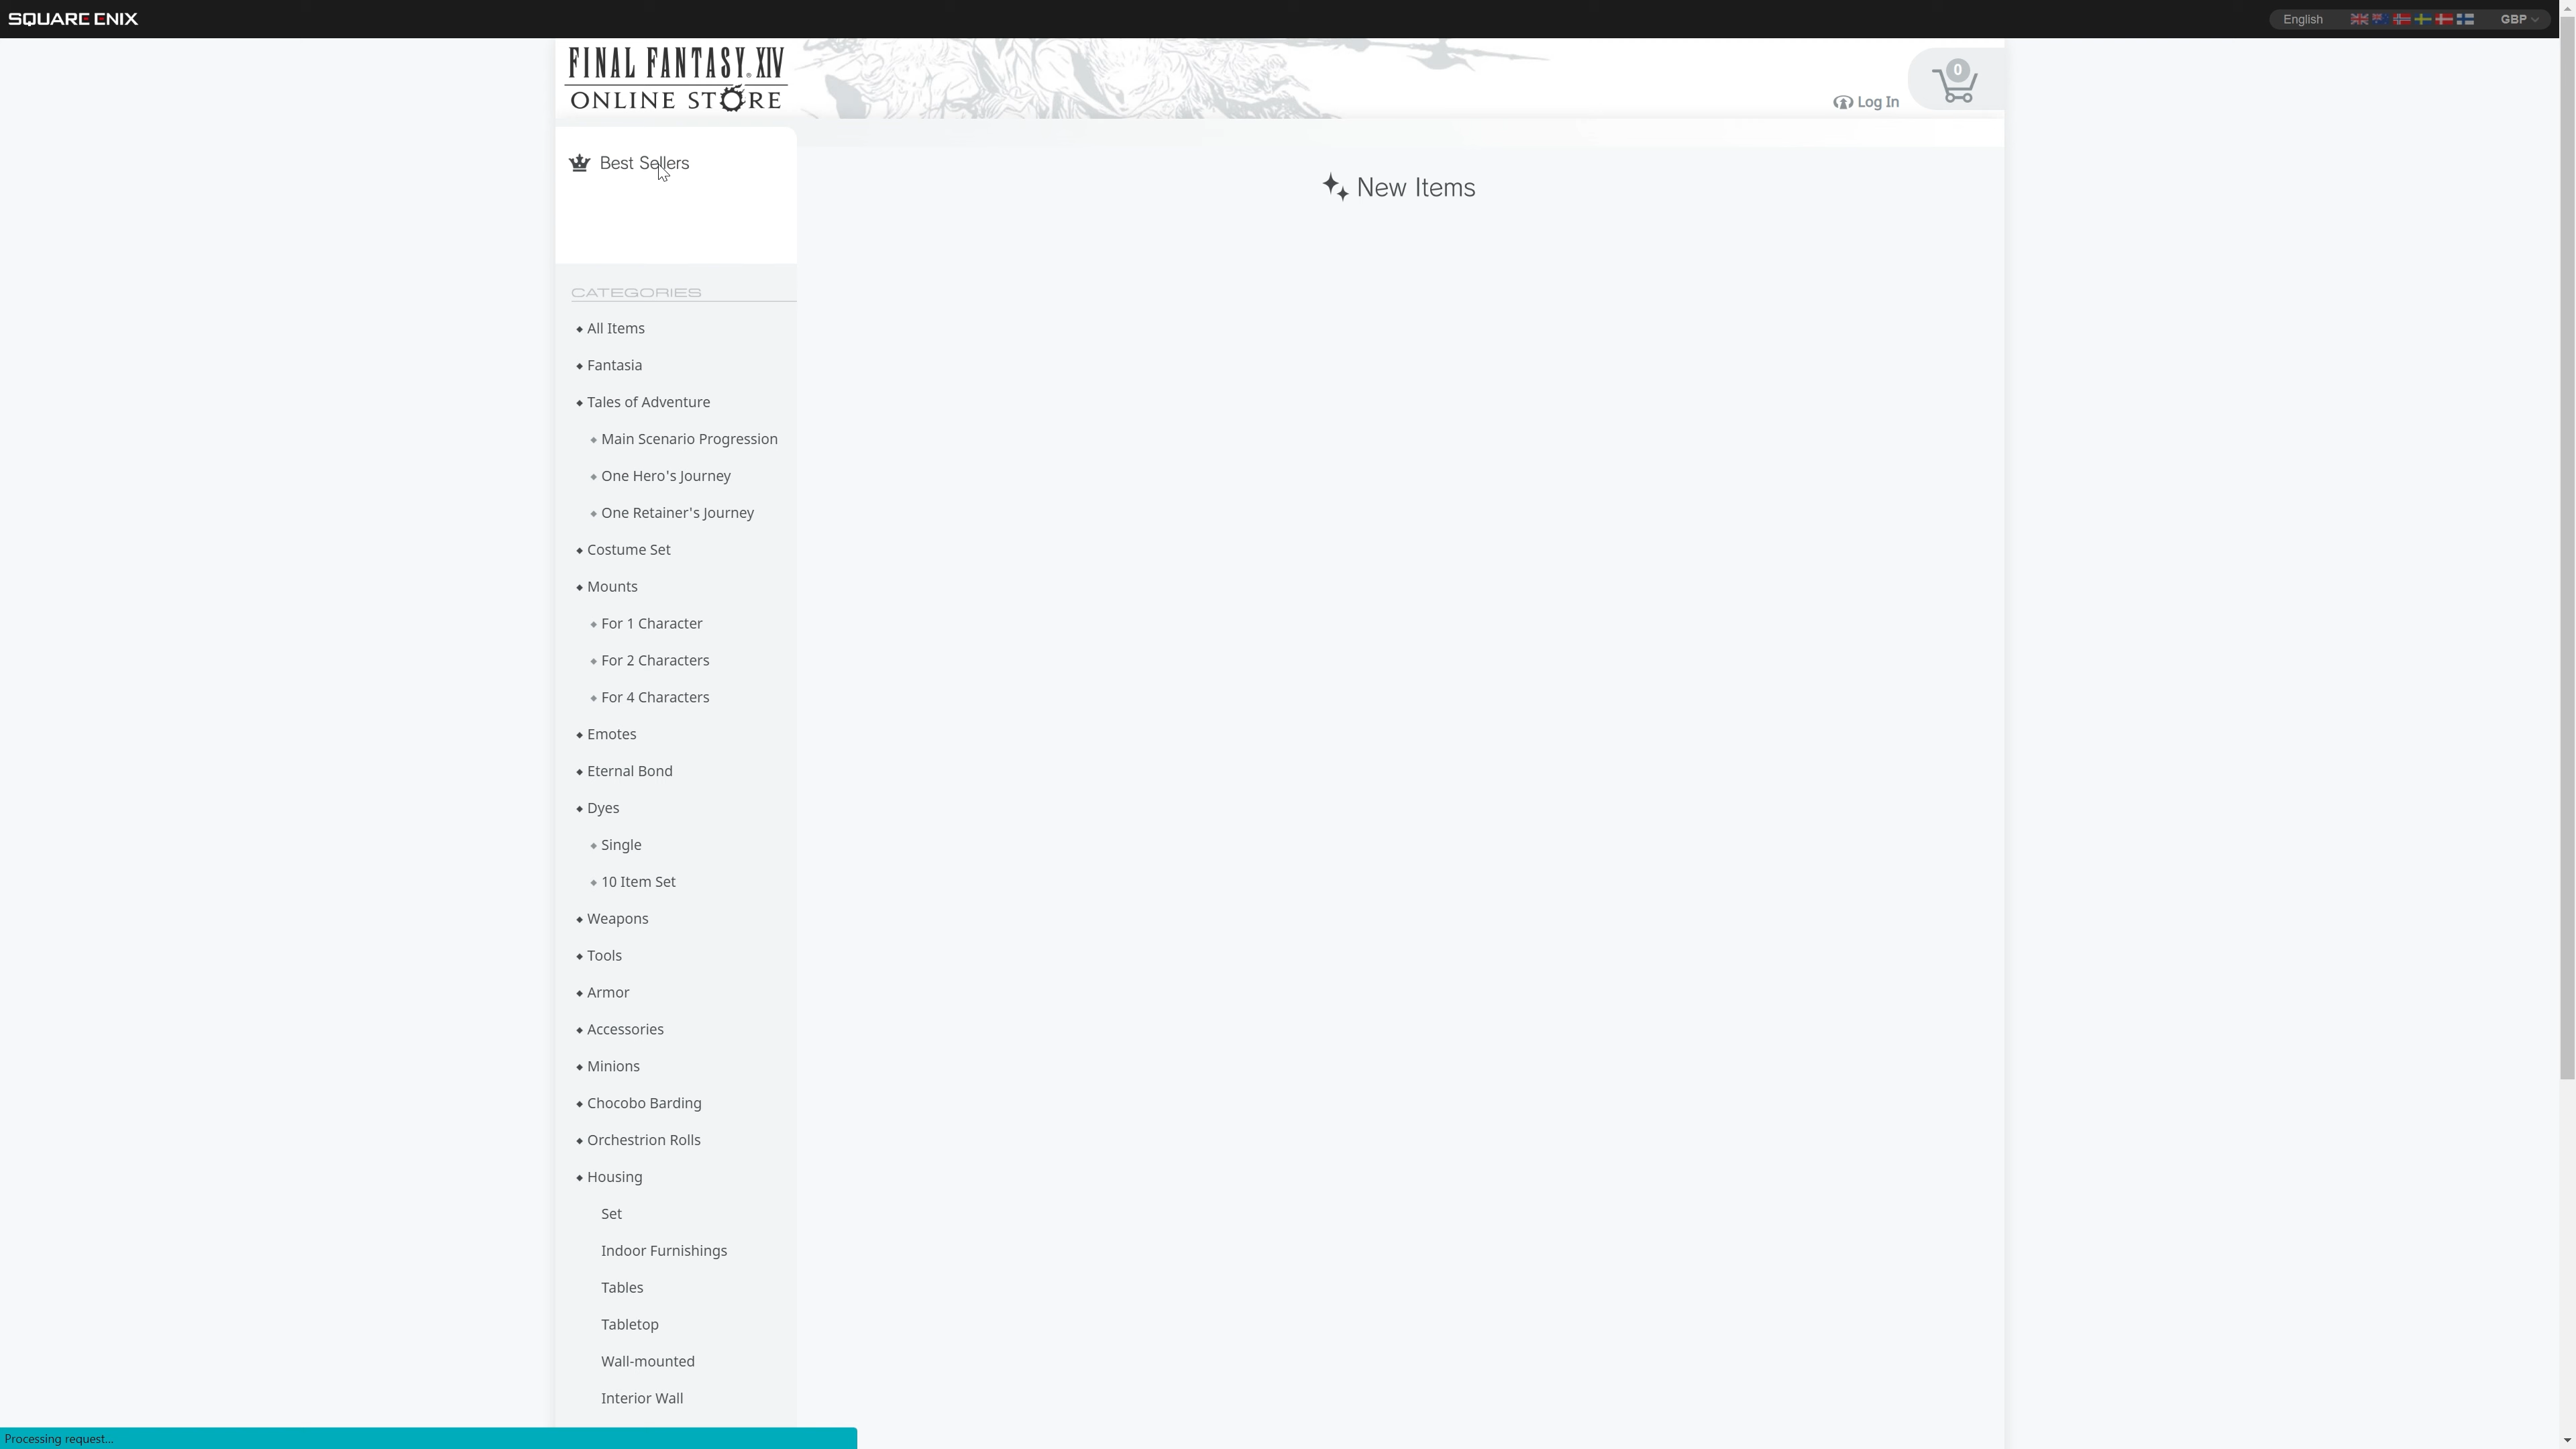 SQUARE ENIX
English
GBP
FINAL FANTASY XIV
ONLINE STORE
0
Log In
Best Sellers
New Items
CATEGORIES
All Items
Fantasia
Tales of Adventure
Main Scenario Progression
One Hero's Journey
One Retainer's Journey
Costume Set
Mounts
For 1 Character
For 2 Characters
For 4 Characters
Emotes
Eternal Bond
Dyes
Single
10 Item Set
Weapons
Tools
Armor
Accessories
Minions
Chocobo Barding
Orchestrion Rolls
Housing
Set
Indoor Furnishings
Tables
Tabletop
Wall-mounted
Interior Wall
Processing request...